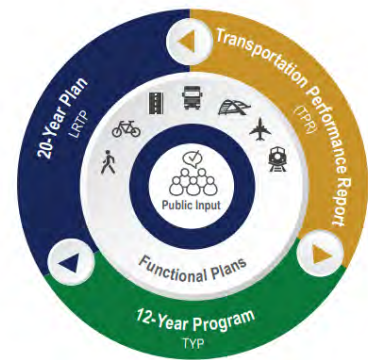 20-Year Plan
LRTP
Transportation Performance Report
(TPR)
Public Input
Functional Plans
12-Year Program
TYP